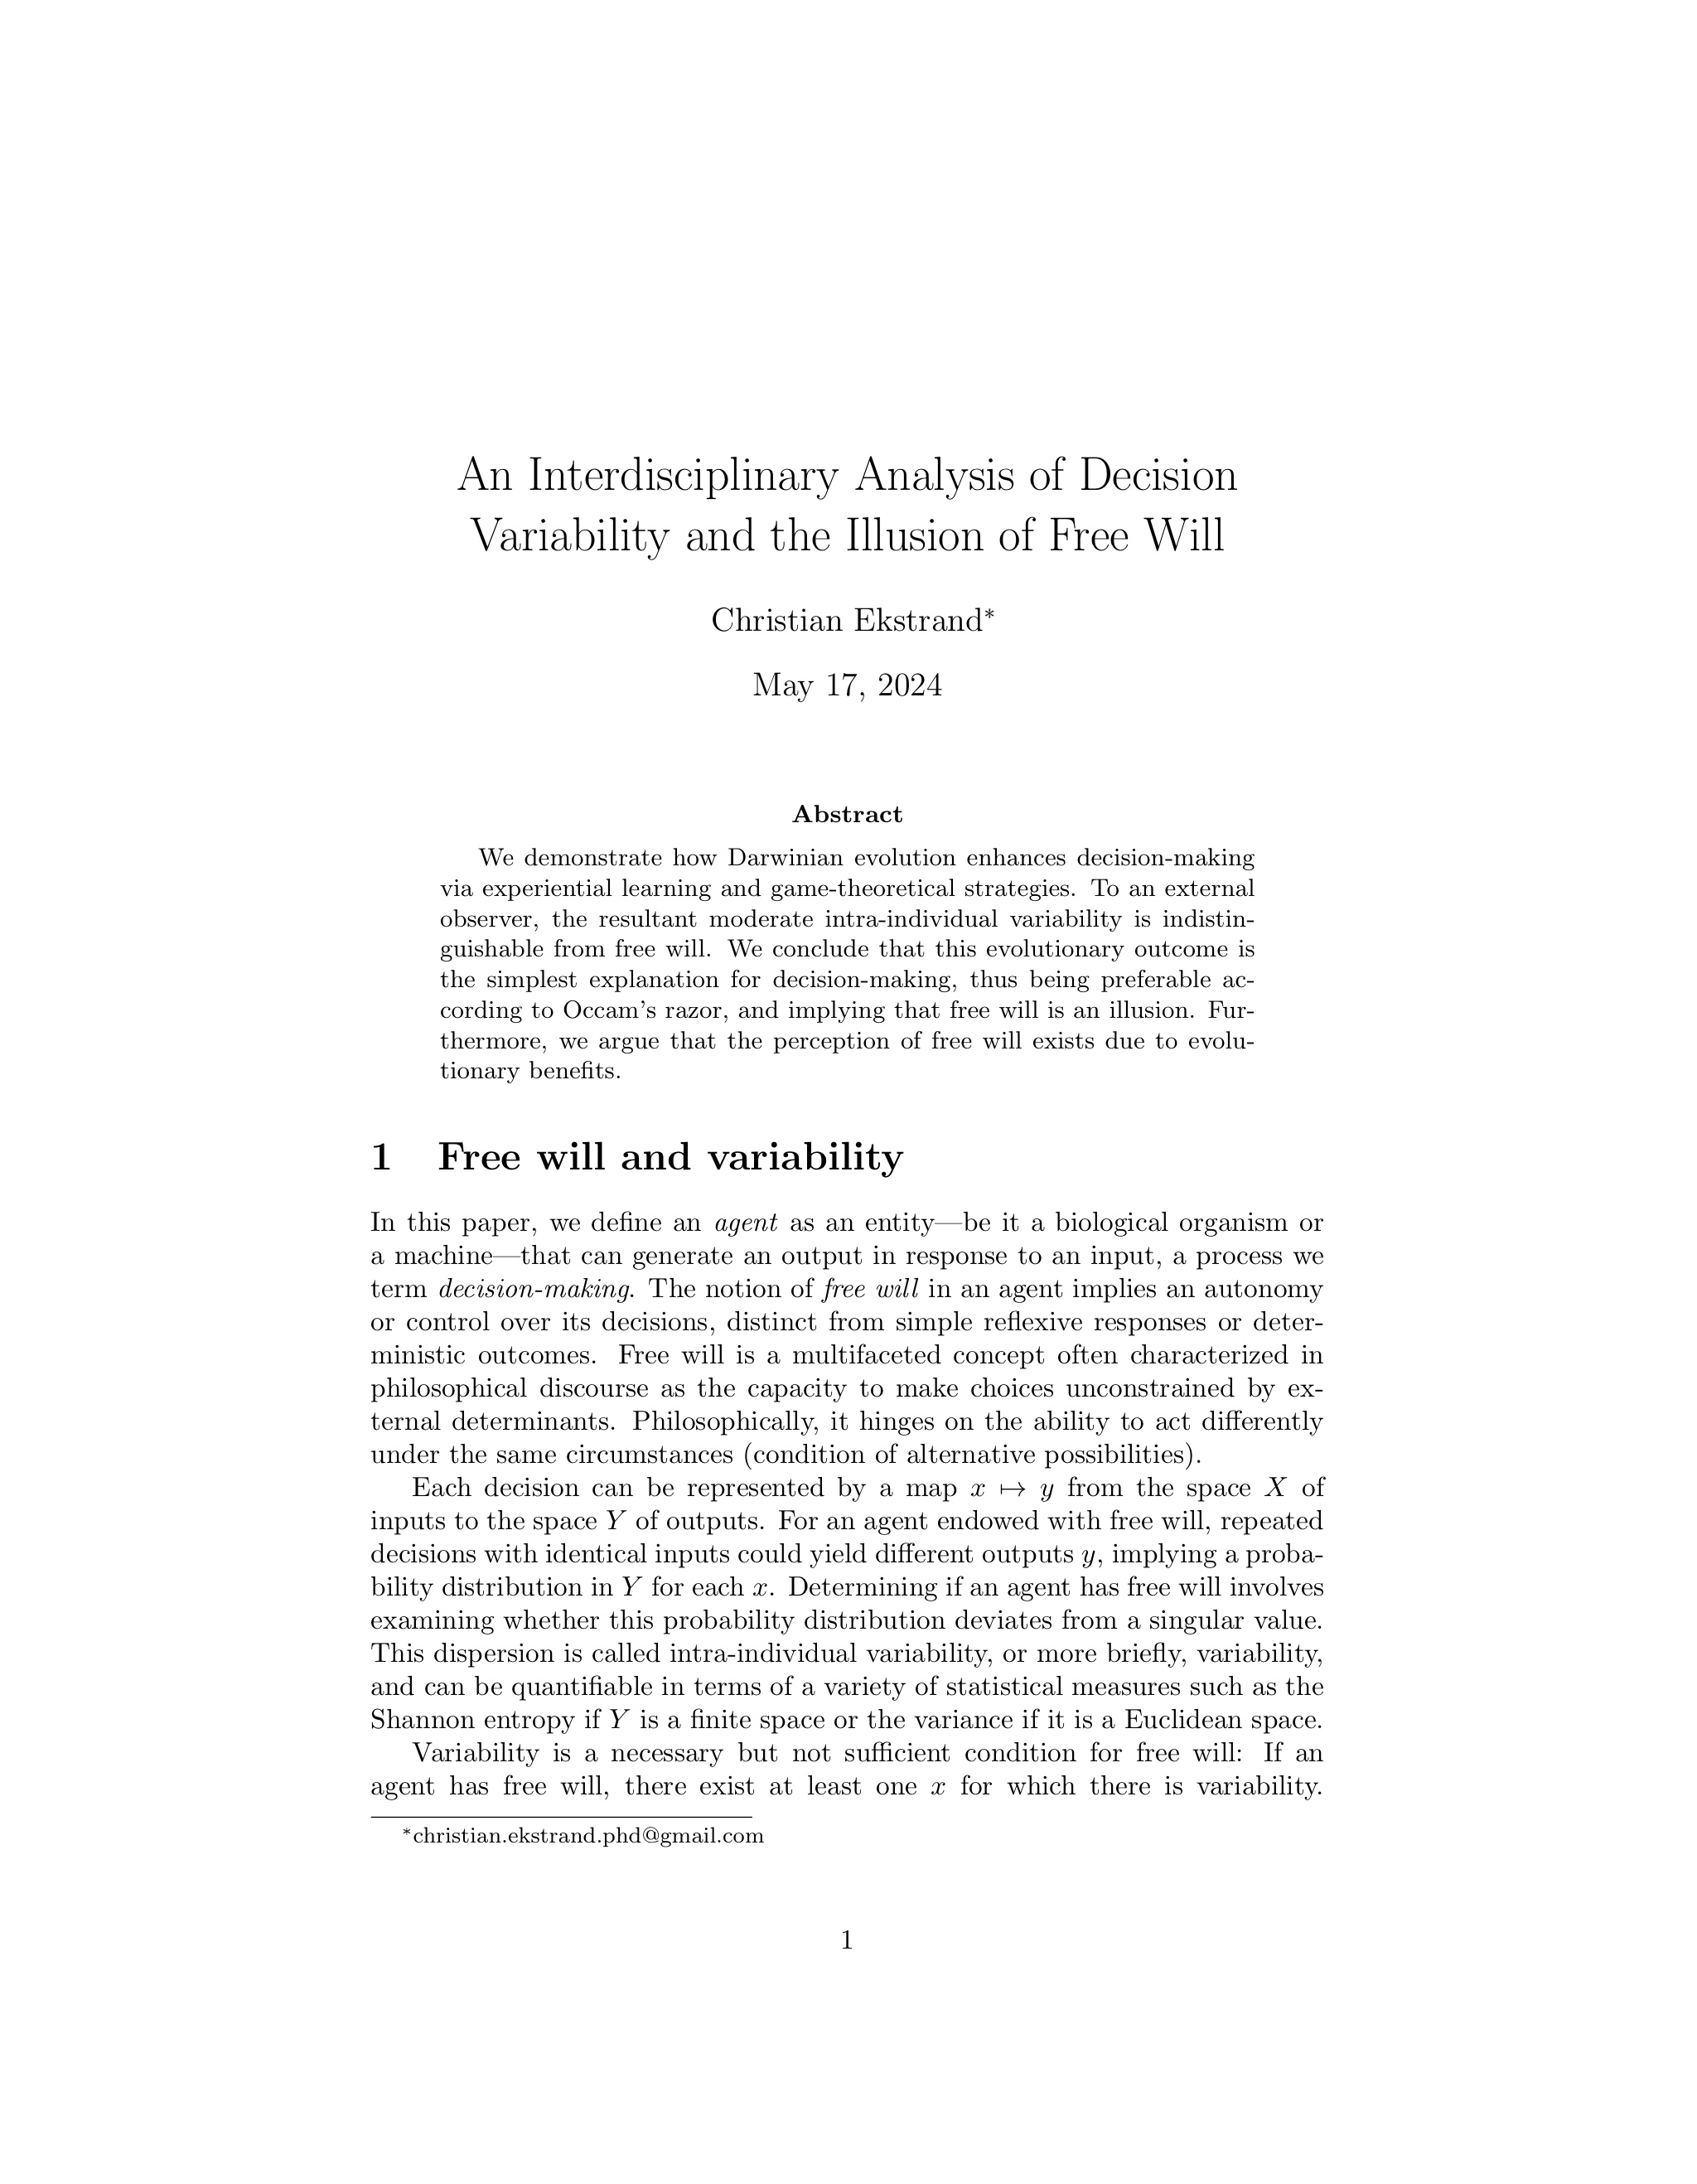 An Interdisciplinary Analysis of Decision
Variability and the Illusion of Free Will
Christian Ekstrand*
May 17, 2024
Abstract
We demonstrate how Darwinian evolution enhances decision-making
via experiential learning and game-theoretical strategies. To an external
observer, the resultant moderate intra-individual variability is indistin-
guishable from free will. We conclude that this evolutionary outcome is
the simplest explanation for decision-making, thus being preferable ac-
cording to Occam's razor, and implying that free will is an illusion. Fur-
thermore, we argue that the perception of free will exists due to evolu-
tionary benefits.
1 Free will and variability
In this paper, we define an agent as an entity—be it a biological organism or
a machine—that can generate an output in response to an input, a process we
term decision-making. The notion of free will in an agent implies an autonomy
or control over its decisions, distinct from simple reflexive responses or deter-
ministic outcomes. Free will is a multifaceted concept often characterized in
philosophical discourse as the capacity to make choices unconstrained by ex-
ternal determinants. Philosophically, it hinges on the ability to act differently
under the same circumstances (condition of alternative possibilities).
Each decision can be represented by a map x ↦ y from the space X of
inputs to the space Y of outputs. For an agent endowed with free will, repeated
decisions with identical inputs could yield different outputs y, implying a proba-
bility distribution in Y for each x. Determining if an agent has free will involves
examining whether this probability distribution deviates from a singular value.
This dispersion is called intra-individual variability, or more briefly, variability,
and can be quantifiable in terms of a variety of statistical measures such as the
Shannon entropy if Y is a finite space or the variance if it is a Euclidean space.
Variability is a necessary but not sufficient condition for free will: If an
agent has free will, there exist at least one x for which there is variability.
*christian.ekstrand.phd@gmail.com
1